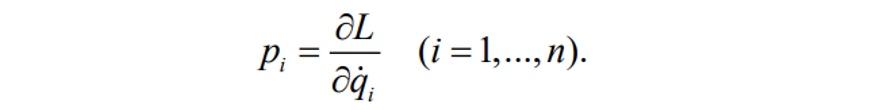 p_i = ∂L/∂q̇_i (i = 1,...,n).